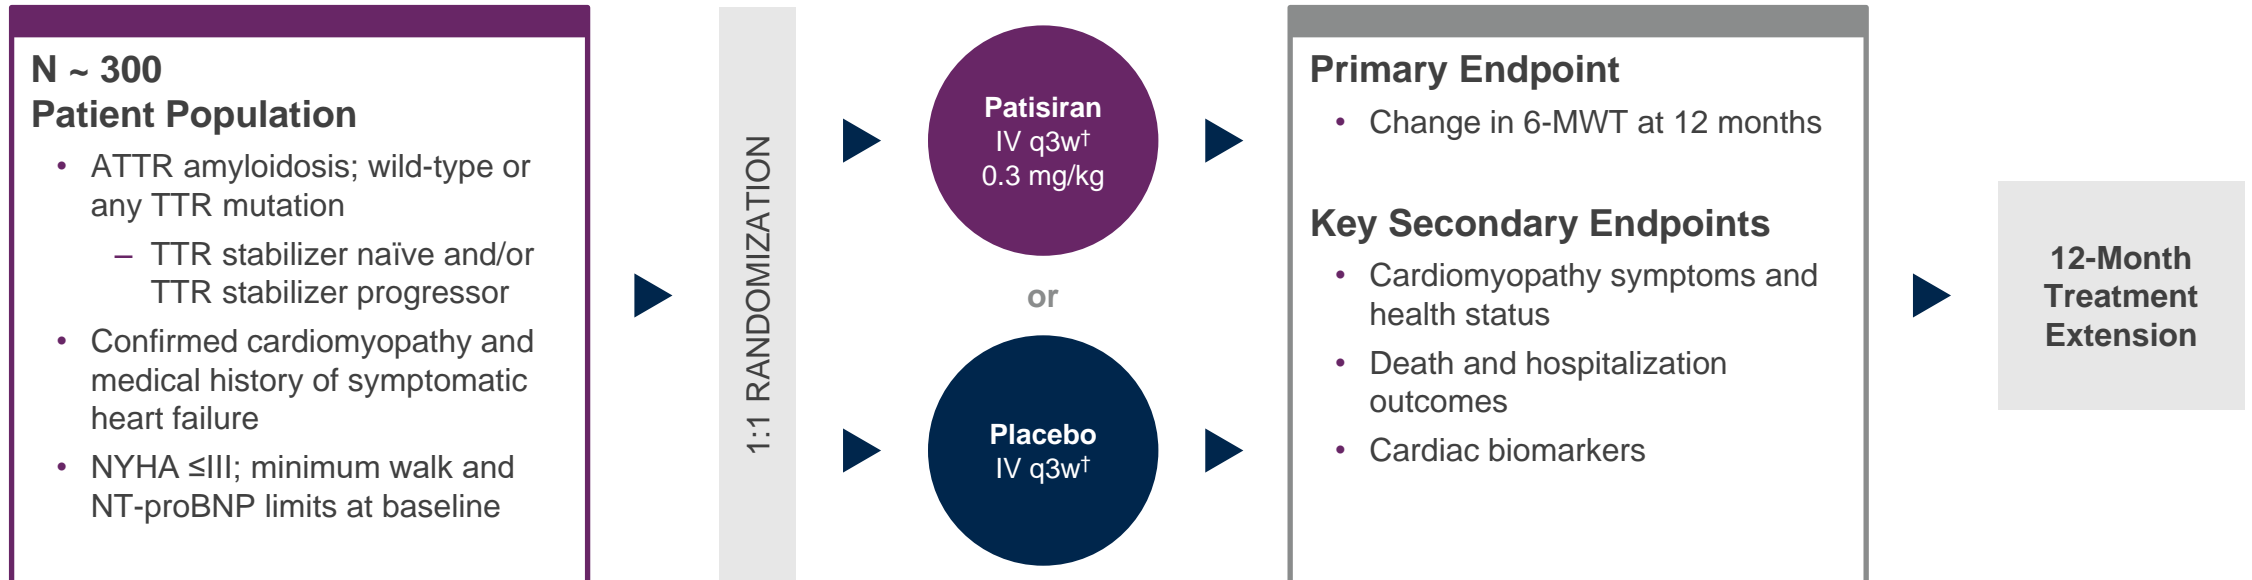 N ~ 300
Patient Population
• ATTR amyloidosis; wild-type or
any TTR mutation
– TTR stabilizer naïve and/or
TTR stabilizer progressor
• Confirmed cardiomyopathy and
medical history of symptomatic
heart failure
• NYHA ≤III; minimum walk and
NT-proBNP limits at baseline
1:1 RANDOMIZATION
Patisiran
IV q3w†
0.3 mg/kg
or
Placebo
IV q3w†
Primary Endpoint
• Change in 6-MWT at 12 months
Key Secondary Endpoints
• Cardiomyopathy symptoms and
health status
• Death and hospitalization
outcomes
• Cardiac biomarkers
12-Month
Treatment
Extension